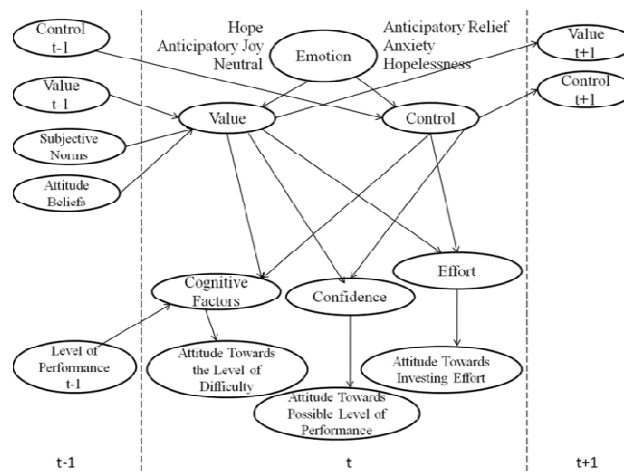 Control
t-1
Value
t-1
Subjective
Norms
Attitude
Beliefs
Level of
Performance
t-1
Hope
Anticipatory Joy
Neutral
Emotion
Anticipatory Relief
Anxiety
Hopelessness
Value
Control
Cognitive
Factors
Confidence
Effort
Attitude Towards
the Level of
Difficulty
Attitude Towards
Possible Level of
Performance
Attitude Towards
Investing Effort
Value
t+1
Control
t+1
t-1
t
t+1